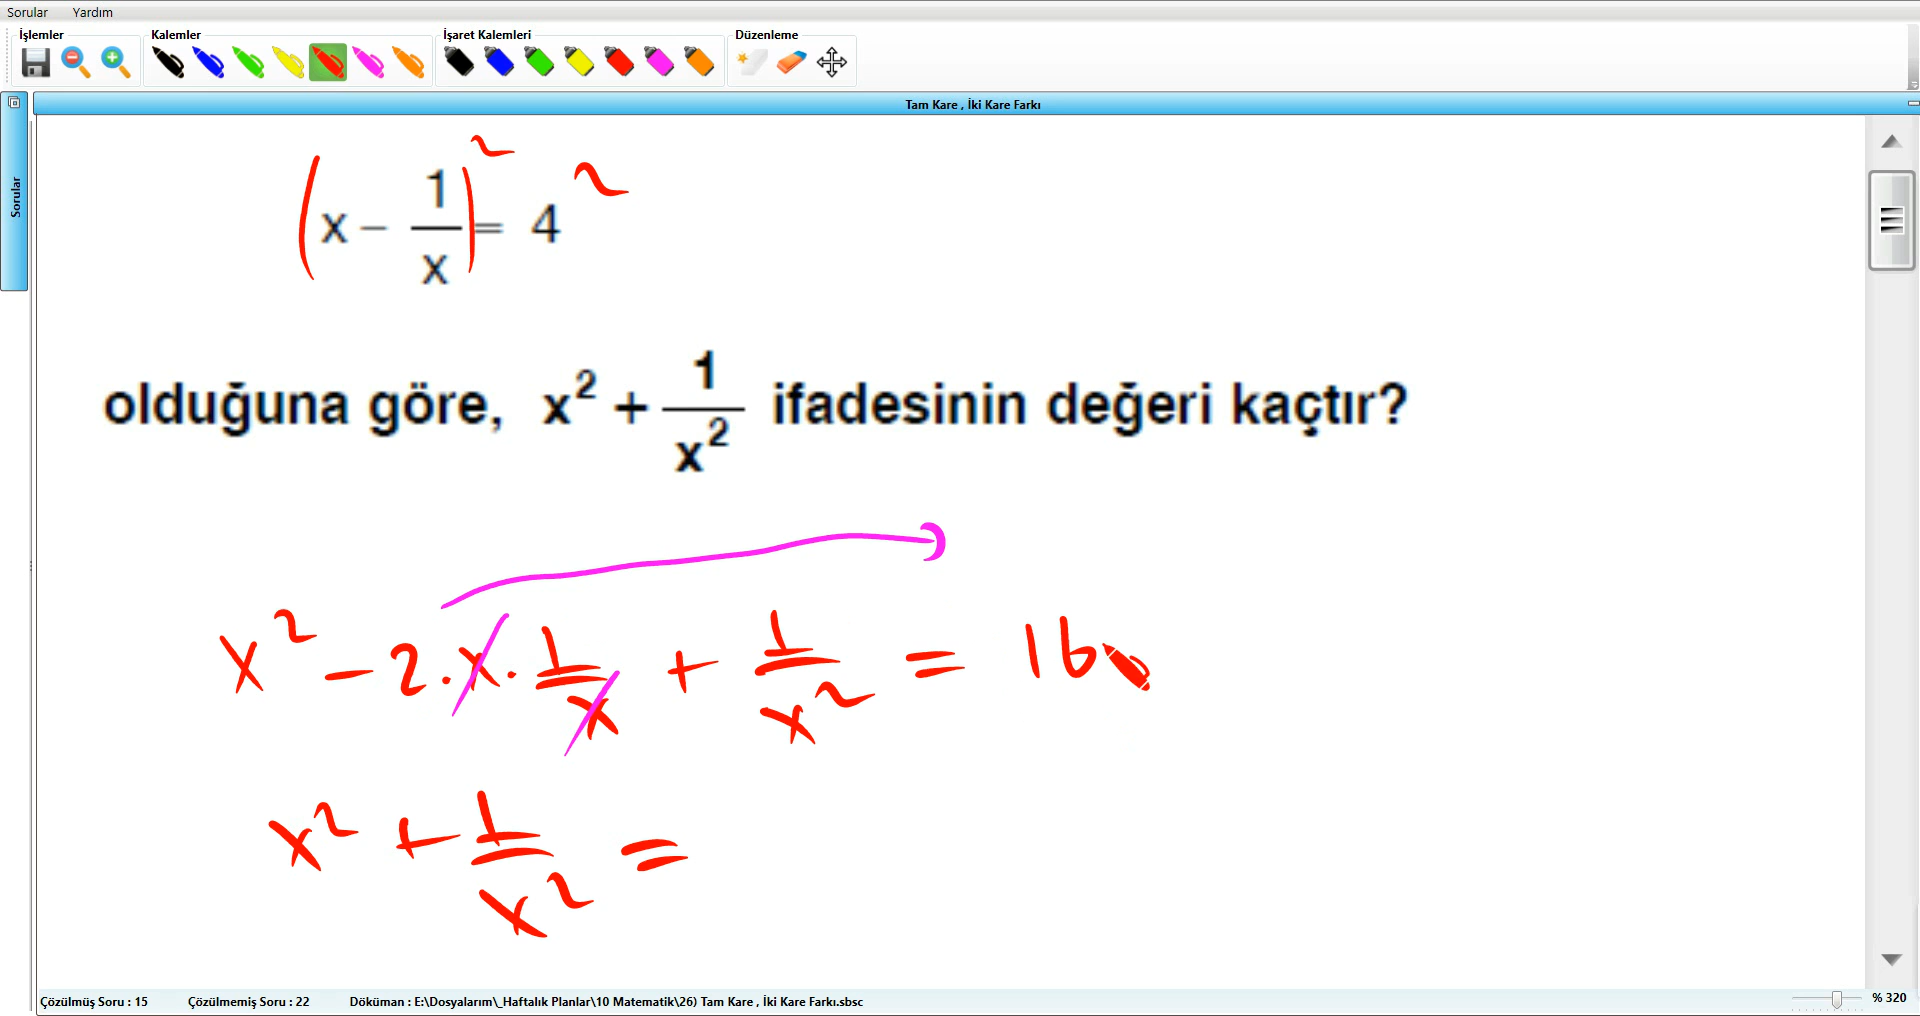 Sorular Yardım
İşlemler Kalemler İşaret Kalemleri Düzenleme
Tam Kare , İki Kare Farkı
Sorular
(x - 1/x)² = 4²
olduğuna göre, x² + 1/x² ifadesinin değeri kaçtır?
x² - 2 . x . 1/x + 1/x² = 16
x² + 1/x² =
Çözülmüş Soru : 15 Çözülmemiş Soru : 22 Döküman : E:\Dosyalarım\_Haftalık Planlar\10 Matematik\26) Tam Kare , İki Kare Farkı.sbsc % 320